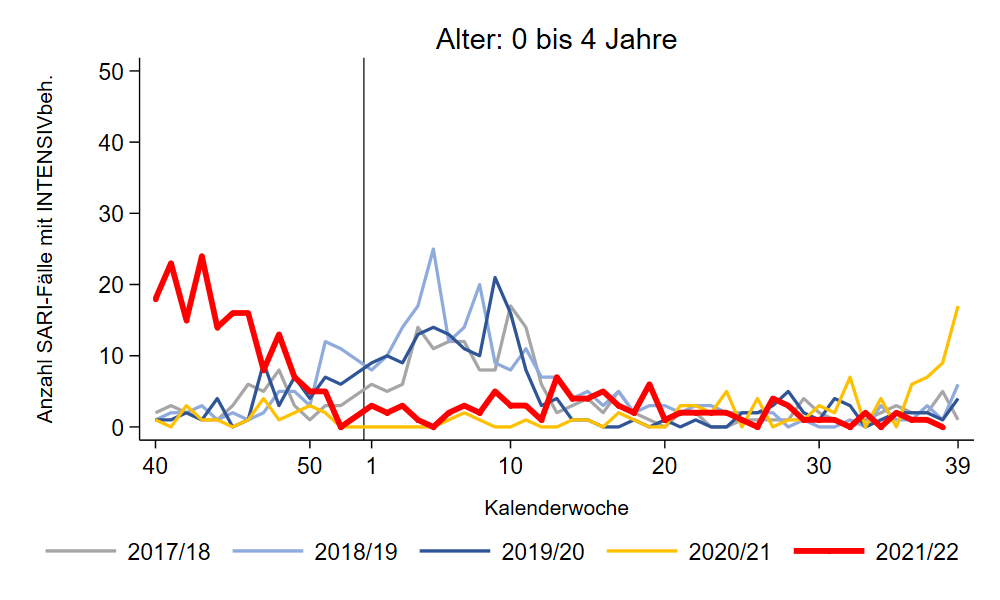 Alter: 0 bis 4 Jahre
Anzahl SARI-Fälle mit INTENSIVbeh.
50
40
30
20
10
0
40 50 1 10 20 30 39
Kalenderwoche
2017/18 2018/19 2019/20 2020/21 2021/22